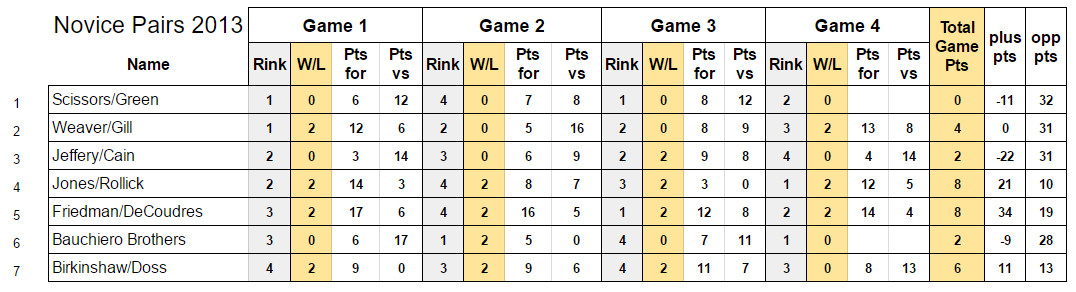 Novice Pairs 2013 Game 1 Game 2 Game 3 Game 4 Total Game Pts plus pts opp pts
Name Rink W/L Pts for Pts vs Rink W/L Pts for Pts vs Rink W/L Pts for Pts vs Rink W/L Pts for Pts vs
1 Scissors/Green 1 0 6 12 4 0 7 8 1 0 8 12 2 0 0 -11 32
2 Weaver/Gill 1 2 12 6 2 0 5 16 2 0 8 9 3 2 13 8 4 0 31
3 Jeffery/Cain 2 0 3 14 3 0 6 9 2 2 9 8 4 0 4 14 2 -22 31
4 Jones/Rollick 2 2 14 3 4 2 8 7 3 2 3 0 1 2 12 5 8 21 10
5 Friedman/DeCoudres 3 2 17 6 4 2 16 5 1 2 12 8 2 2 14 4 8 34 19
6 Bauchiero Brothers 3 0 6 17 1 2 5 0 4 0 7 11 1 0 2 -9 28
7 Birkinshaw/Doss 4 2 9 0 3 2 9 6 4 2 11 7 3 0 8 13 6 11 13